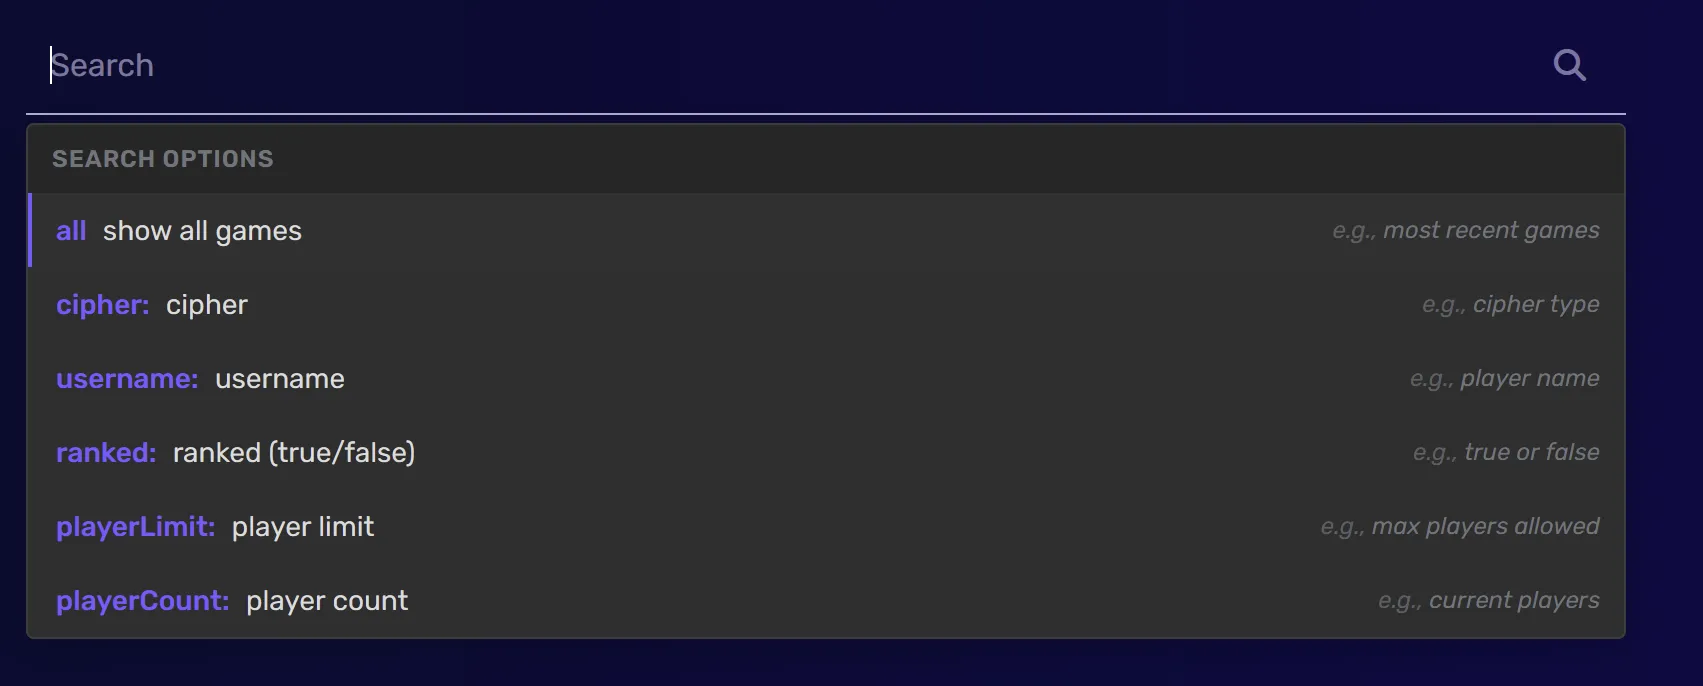 Search
SEARCH OPTIONS
all show all games e.g., most recent games
cipher: cipher e.g., cipher type
username: username e.g., player name
ranked: ranked (true/false) e.g., true or false
playerLimit: player limit e.g., max players allowed
playerCount: player count e.g., current players